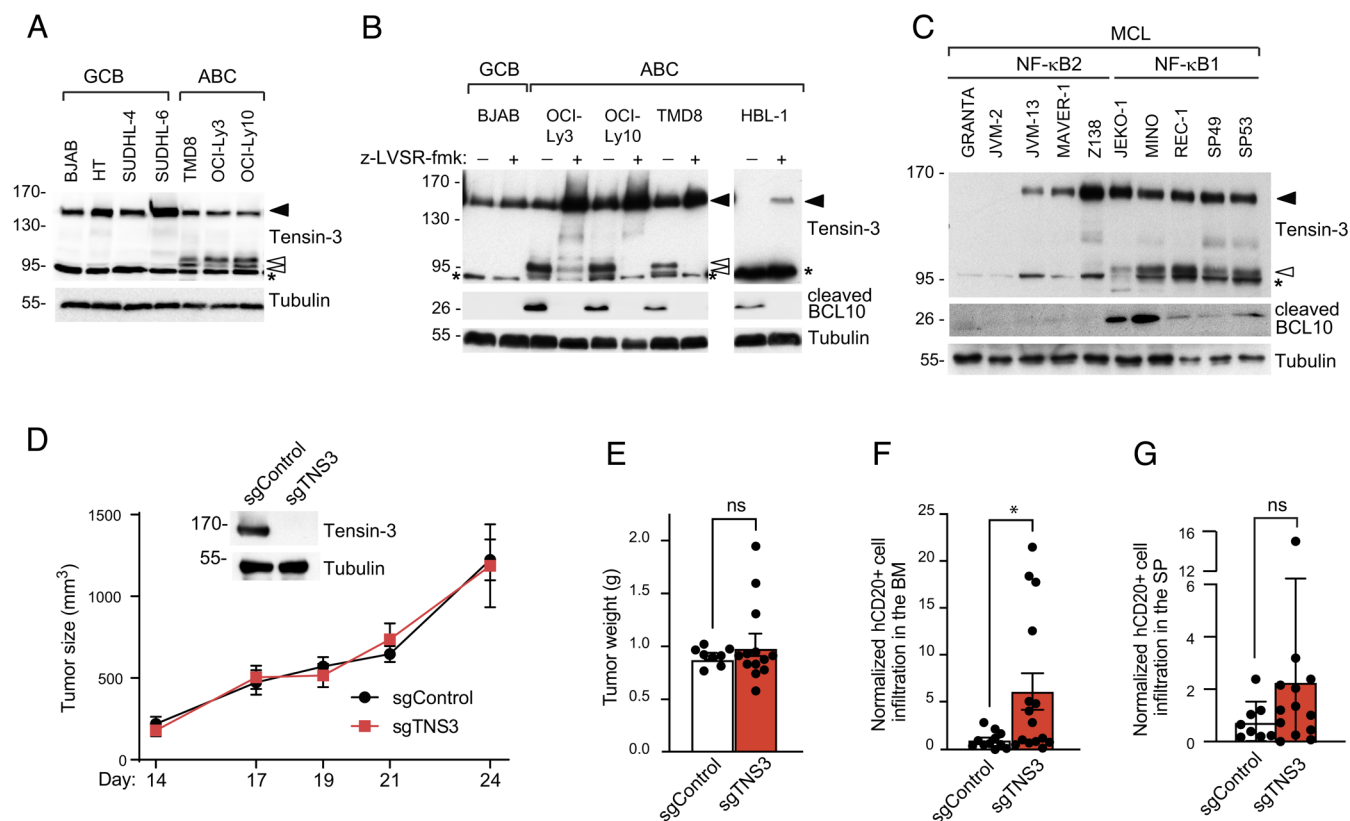 A
GCB
ABC
BJAB
HT
SUDHL-4
SUDHL-6
TMD8
OCI-Ly3
OCI-Ly10
170-
130-
95-
55-
Tensin-3
*
Tubulin
B
GCB
ABC
BJAB
OCI-
Ly3
OCI-
Ly10
TMD8
HBL-1
z-LVSR-fmk:
– + – + – + – + – +
170 -
130 -
95 -
*
26 -
55 -
*
Tensin-3
*
cleaved
BCL10
Tubulin
C
MCL
NF-κB2
NF-κB1
GRANTA
JVM-2
JVM-13
MAVER-1
Z138
JEKO-1
MINO
REC-1
SP49
SP53
170 -
95 -
26 -
55-
Tensin-3
*
cleaved
BCL10
Tubulin
D
sgControl
sgTNS3
170-
Tensin-3
55-
Tubulin
Tumor size (mm³)
1500
1000
500
0
sgControl
sgTNS3
Day: 14 17 19 21 24
E
ns
Tumor weight (g)
2.0
1.5
1.0
0.5
0.0
sgControl
sgTNS3
F
*
Normalized hCD20+ cell
infiltration in the BM
25
20
15
10
5
0
sgControl
sgTNS3
G
ns
Normalized hCD20+ cell
infiltration in the SP
16
12
6
4
2
0
sgControl
sgTNS3